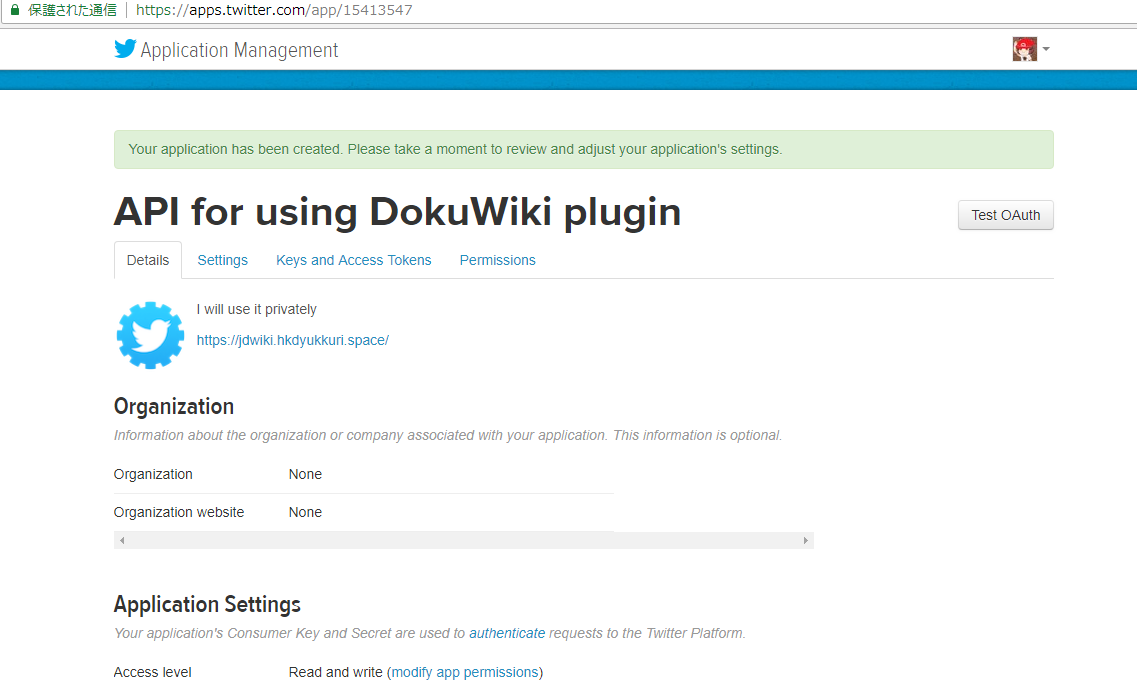 保護された通信 https://apps.twitter.com/app/15413547
Application Management
Your application has been created. Please take a moment to review and adjust your application's settings.
API for using DokuWiki plugin
Test OAuth
Details Settings Keys and Access Tokens Permissions
I will use it privately
https://jdwiki.hkdyukkuri.space/
Organization
Information about the organization or company associated with your application. This information is optional.
Organization None
Organization website None
Application Settings
Your application's Consumer Key and Secret are used to authenticate requests to the Twitter Platform.
Access level Read and write (modify app permissions)